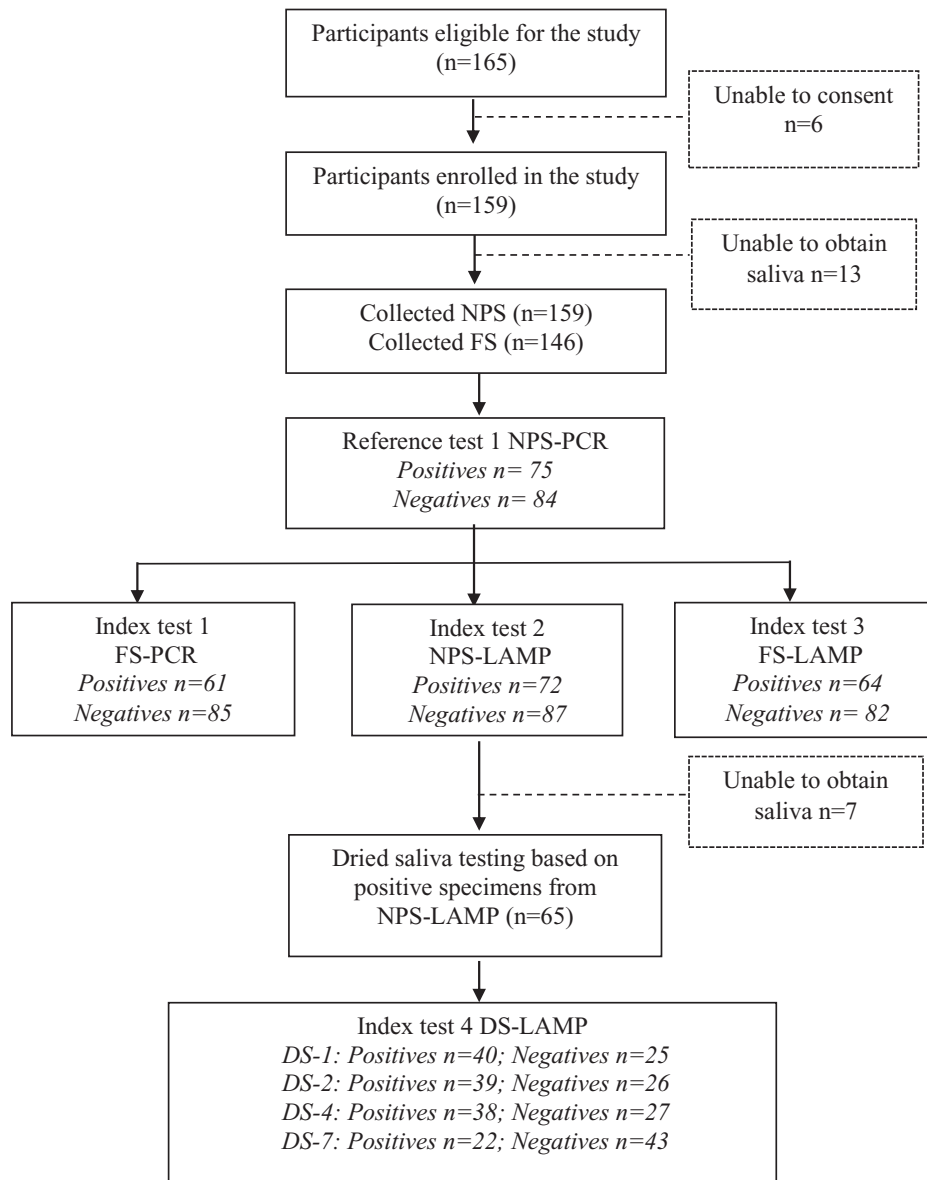 Participants eligible for the study
(n=165)
Unable to consent
n=6
Participants enrolled in the study
(n=159)
Unable to obtain
saliva n=13
Collected NPS (n=159)
Collected FS (n=146)
Reference test 1 NPS-PCR
Positives n= 75
Negatives n= 84
Index test 1
FS-PCR
Positives n=61
Negatives n=85
Index test 2
NPS-LAMP
Positives n=72
Negatives n=87
Index test 3
FS-LAMP
Positives n=64
Negatives n= 82
Unable to obtain
saliva n=7
Dried saliva testing based on
positive specimens from
NPS-LAMP (n=65)
Index test 4 DS-LAMP
DS-1: Positives n=40; Negatives n=25
DS-2: Positives n=39; Negatives n=26
DS-4: Positives n=38; Negatives n=27
DS-7: Positives n=22; Negatives n=43